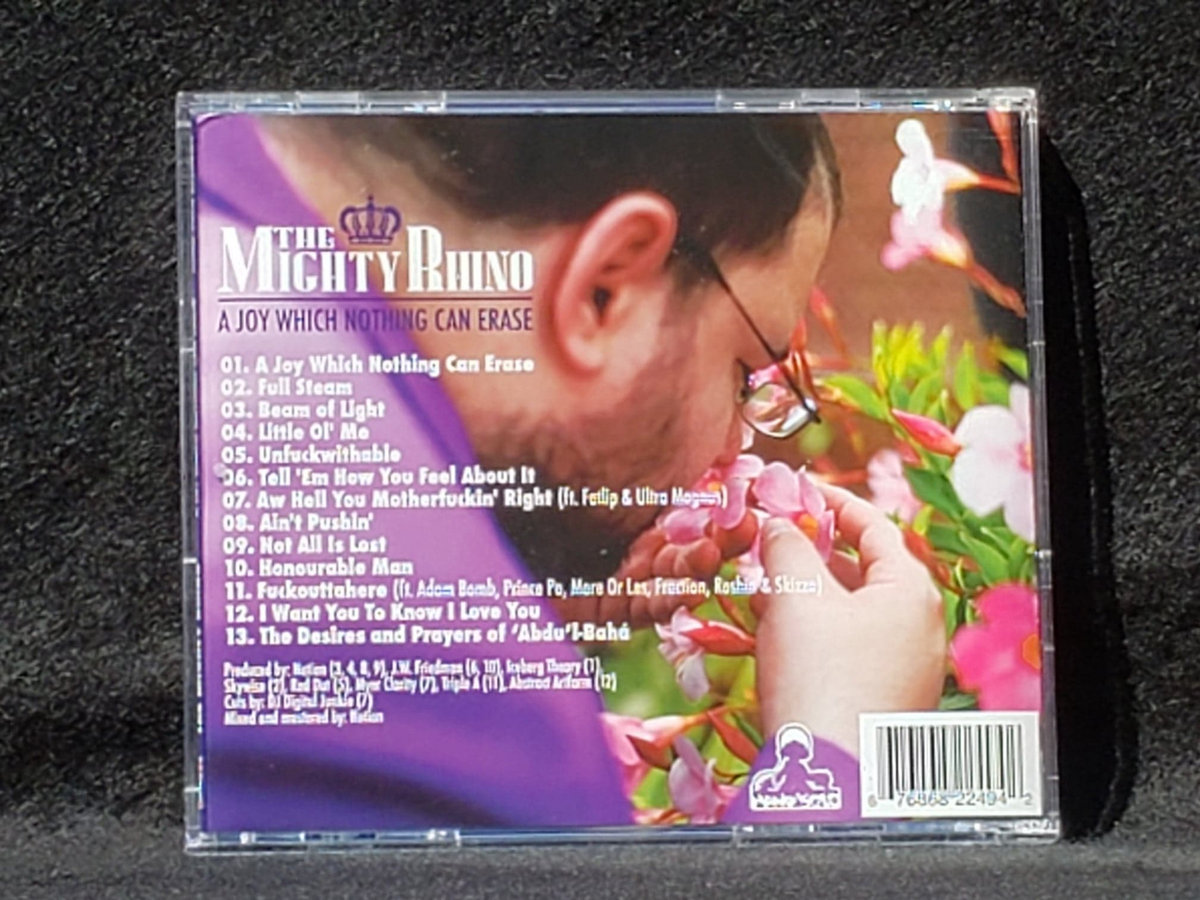 THE
MIGHTY RHINO
A JOY WHICH NOTHING CAN ERASE
01. A Joy Which Nothing Can Erase
02. Full Steam
03. Beam of Light
04. Little Ol' Me
05. Unfuckwithable
06. Tell 'Em How You Feel About It
07. Aw Hell You Motherfuckin' Right (ft. Fatlip & Ultra Magnus)
08. Ain't Pushin'
09. Not All Is Lost
10. Honourable Man
11. Fuckouttahere (ft. Adam Bomb, Prince Po, More Or Les, Fraction, Roshin & Skizza)
12. I Want You To Know I Love You
13. The Desires and Prayers of 'Abdu'l-Bahá
Produced by: Nation (3, 4, 8, 9), J.W. Friedman (6, 10), Iceberg Theory (1),
Skywise (2), Red Out (5), Clarity (7), Triple A (11), Abstract Artform (12)
Cuts by: DJ Digital Junkie (7)
Mixed and mastered by: Nation
6 76868 22494 2